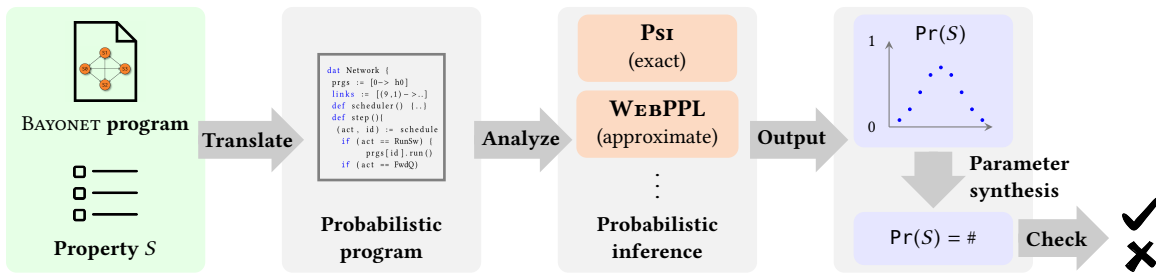 BAYONET program
Property S
Translate
dat Network {
prgs := [0-> h0]
links := [(9,1)->..]
def scheduler() {..}
def step(){
(act, id) := schedule
if (act == RunSw) {
prgs[id].run()
if (act == FwdQ)
Probabilistic
program
Analyze
PSI
(exact)
WEBPPL
(approximate)
⋮
Probabilistic
inference
Output
1
Pr(S)
0
Parameter
synthesis
Pr(S) = #
Check